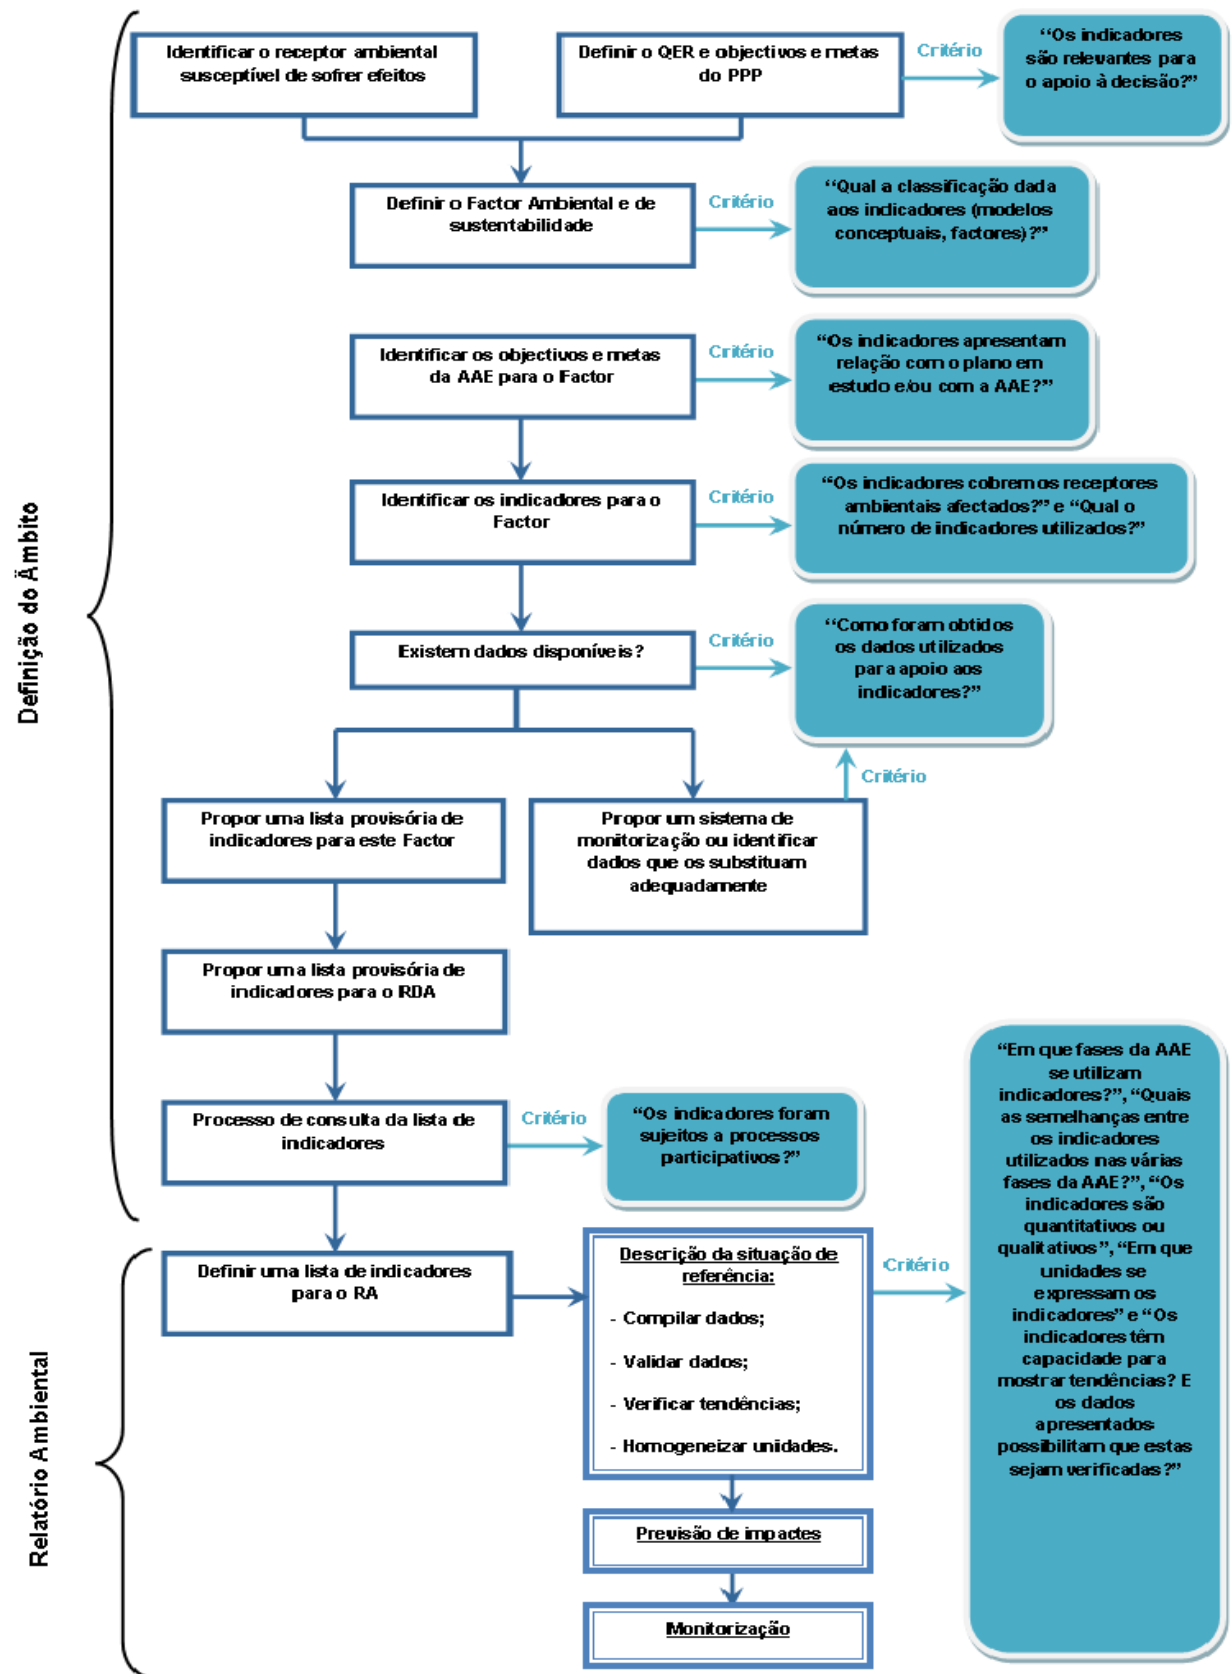 Identificar o receptor ambiental
susceptível de sofrer efeitos
Definir o QER e objectivos e metas
do PPP
Critério
“Os indicadores
são relevantes para
o apoio à decisão?”
Definir o Factor Ambiental e de
sustentabilidade
Critério
“Qual a classificação dada
aos indicadores (modelos
conceptuais, factores)?”
Identificar os objectivos e metas
da AAE para o Factor
Critério
“Os indicadores apresentam
relação com o plano em
estudo e/ou com a AAE?”
Identificar os indicadores para o
Factor
Critério
“Os indicadores cobrem os receptores
ambientais afectados?” e “Qual o
número de indicadores utilizados?”
Definição do Âmbito
Existem dados disponíveis?
Critério
“Como foram obtidos
os dados utilizados
para apoio aos
indicadores?”
Critério
Propor uma lista provisória de
indicadores para este Factor
Propor um sistema de
monitorização ou identificar
dados que os substituam
adequadamente
Propor uma lista provisória de
indicadores para o RDA
Processo de consulta da lista de
indicadores
Critério
“Os indicadores foram
sujeitos a processos
participativos?”
“Em que fases da AAE
se utilizam
indicadores?”, “Quais
as semelhanças entre
os indicadores
utilizados nas várias
fases da AAE?”, “Os
indicadores são
quantitativos ou
qualitativos”, “Em que
unidades se
expressam os
indicadores” e “Os
indicadores têm
capacidade para
mostrar tendências? E
os dados
apresentados
possibilitam que estas
sejam verificadas?”
Relatório Ambiental
Definir uma lista de indicadores
para o RA
Descrição da situação de
referência:
- Compilar dados;
- Validar dados;
- Verificar tendências;
- Homogeneizar unidades.
Critério
Previsão de impactes
Monitorização